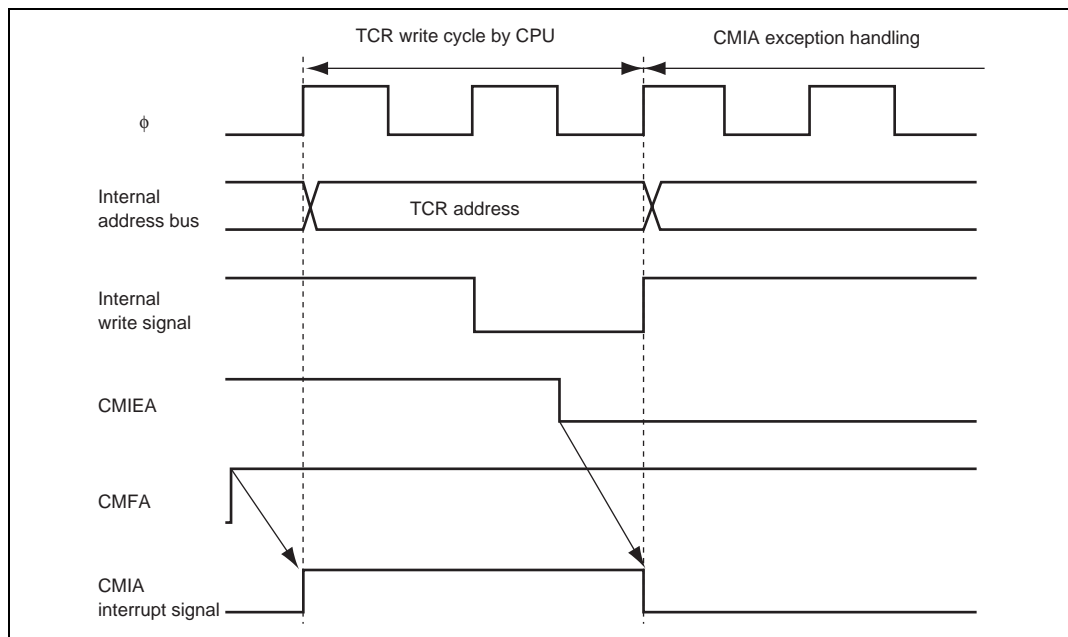 TCR write cycle by CPU
CMIA exception handling
ϕ
Internal
address bus
TCR address
Internal
write signal
CMIEA
CMFA
CMIA
interrupt signal